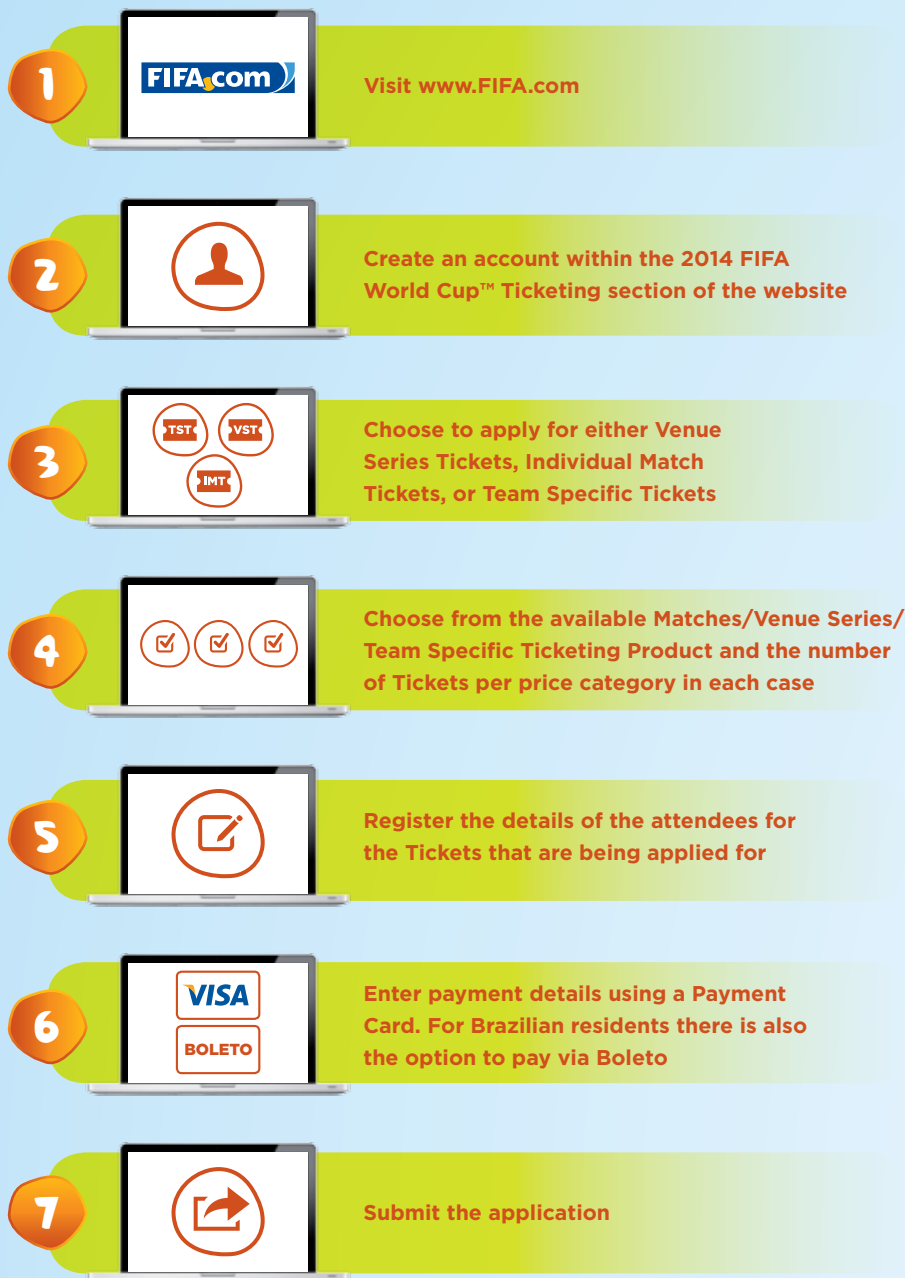 1
FIFA.com
Visit www.FIFA.com
2
Create an account within the 2014 FIFA
World Cup™ Ticketing section of the website
3
TST
VST
IMT
Choose to apply for either Venue
Series Tickets, Individual Match
Tickets, or Team Specific Tickets
4
Choose from the available Matches/Venue Series/
Team Specific Ticketing Product and the number
of Tickets per price category in each case
5
Register the details of the attendees for
the Tickets that are being applied for
6
VISA
BOLETO
Enter payment details using a Payment
Card. For Brazilian residents there is also
the option to pay via Boleto
7
Submit the application